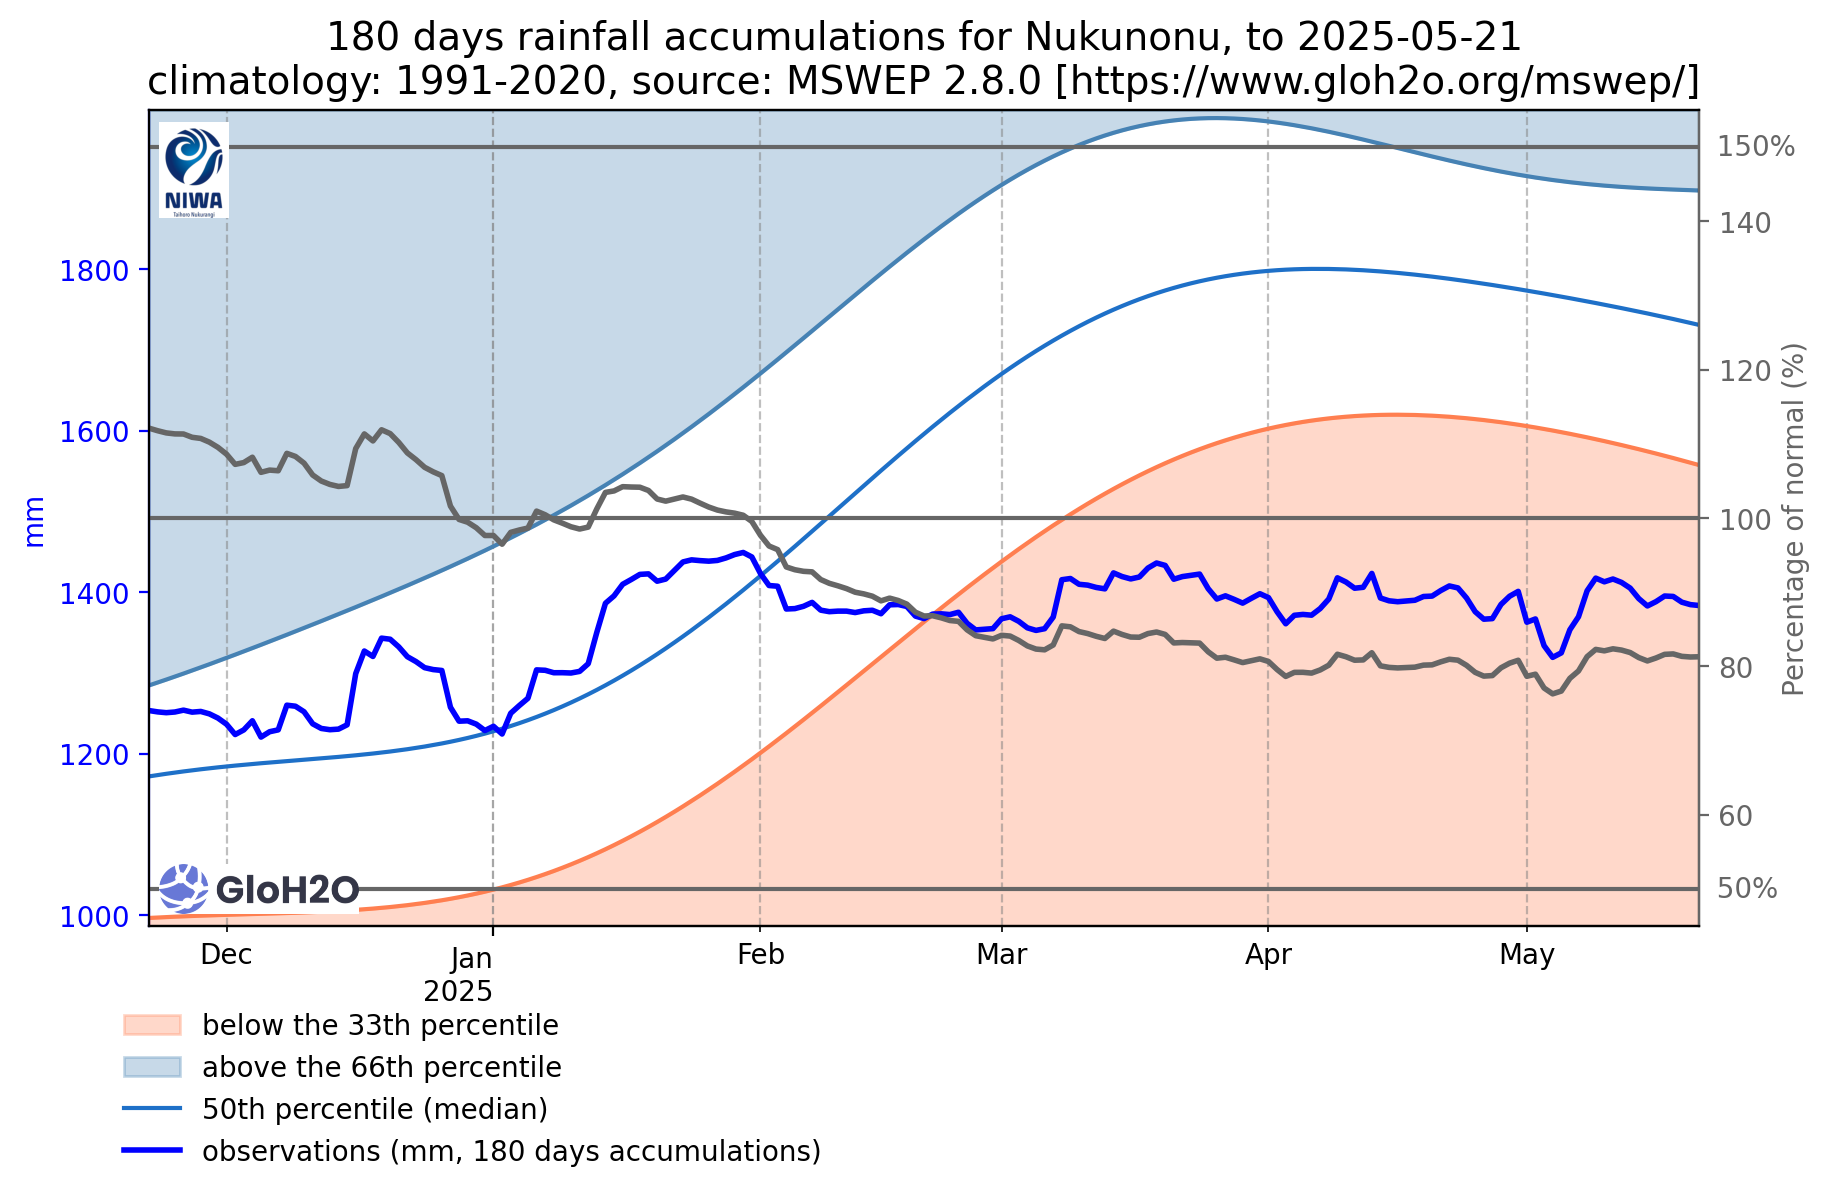 180 days rainfall accumulations for Nukunonu, to 2025-05-21
climatology: 1991-2020, source: MSWEP 2.8.0 [https://www.gloh2o.org/mswep/]
NIWA
Taihoro Nukurangi
150%
140
120
100
80
60
50%
Percentage of normal (%)
1800
1600
1400
1200
1000
mm
GloH2O
Dec
Jan
2025
Feb
Mar
Apr
May
below the 33th percentile
above the 66th percentile
50th percentile (median)
observations (mm, 180 days accumulations)